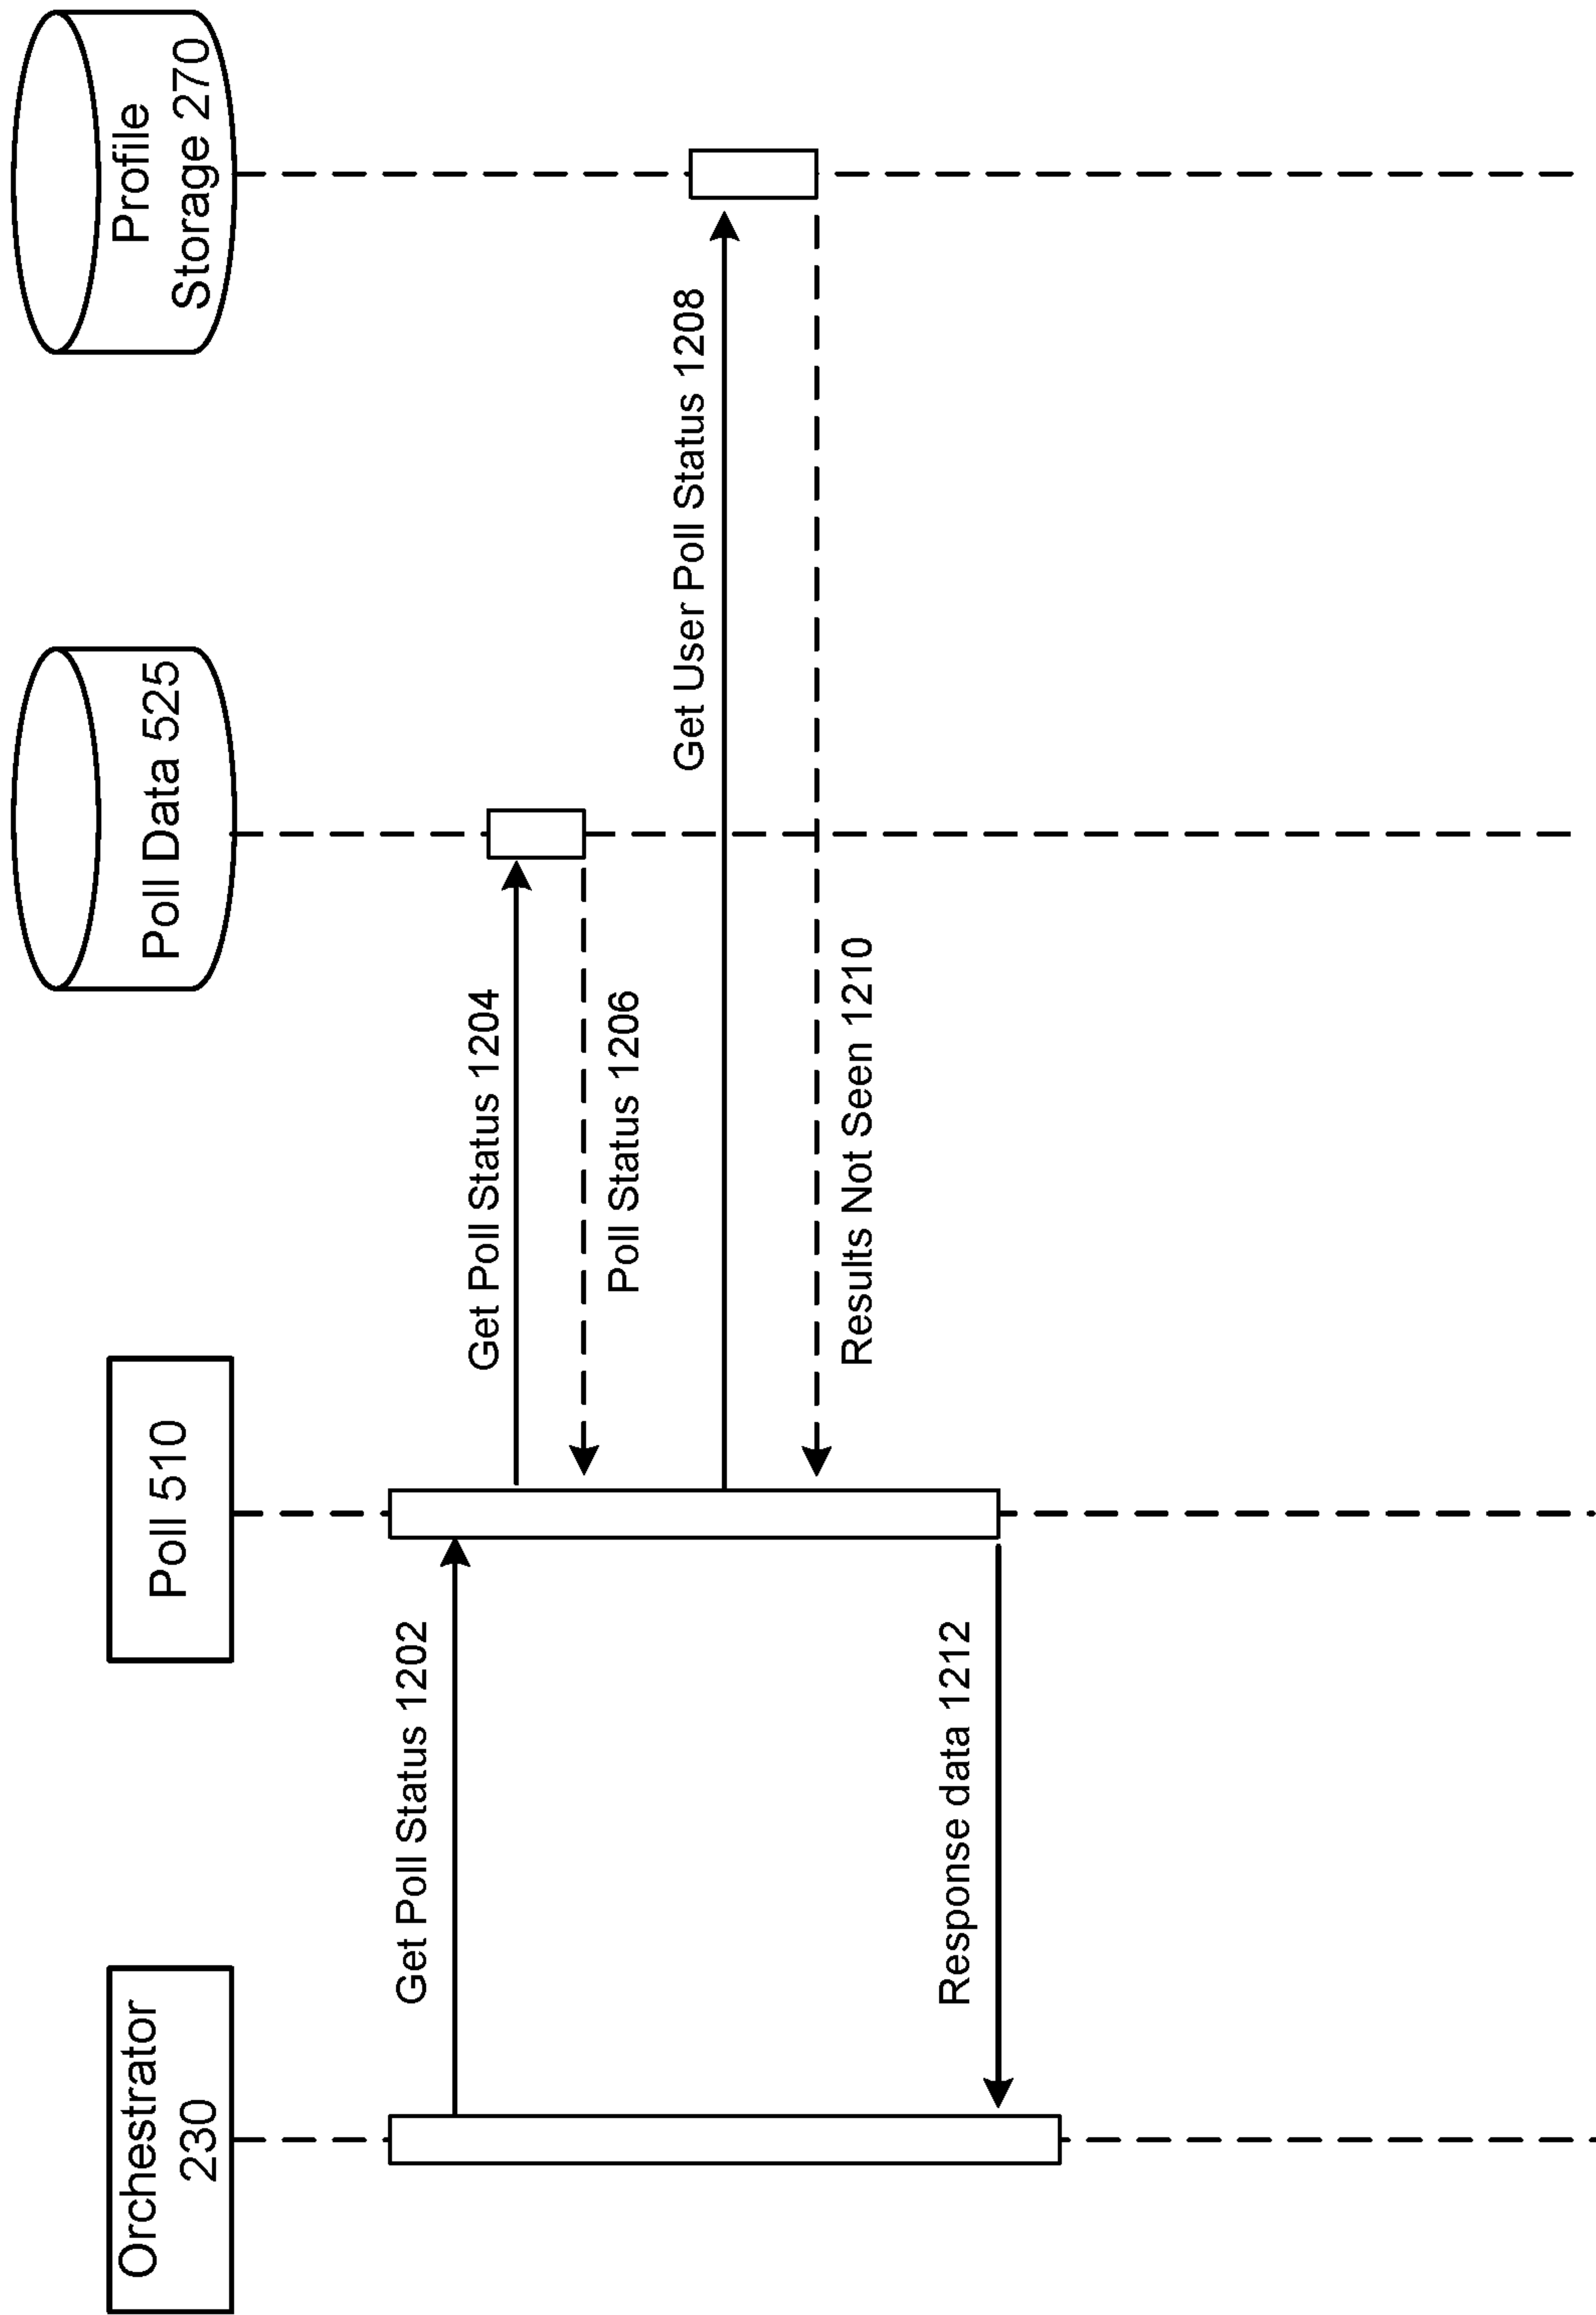 Orchestrator
230
Poll 510
Poll Data 525
Profile
Storage 270
Get Poll Status 1202
Get Poll Status 1204
Poll Status 1206
Get User Poll Status 1208
Results Not Seen 1210
Response data 1212